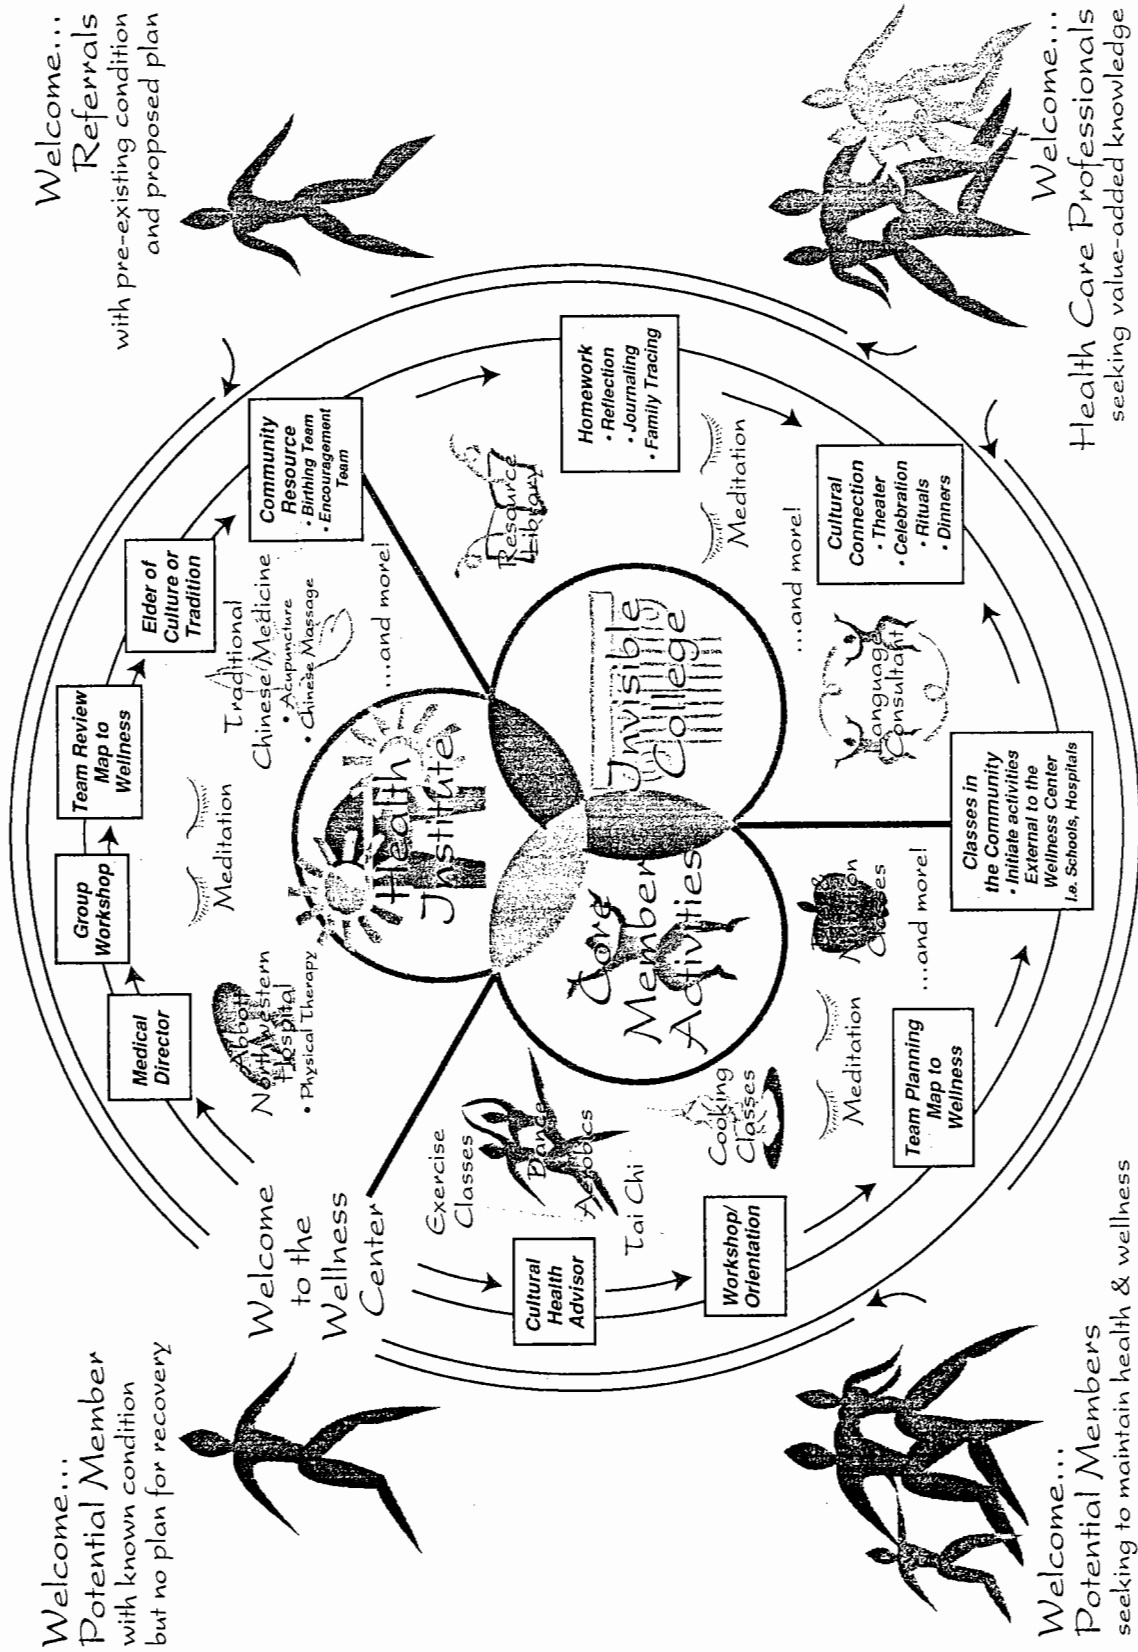 Welcome...
Potential Member
with known condition
but no plan for recovery
Welcome...
Referrals
with pre-existing condition
and proposed plan
Welcome
to the
Wellness
Center
Medical
Director
Group
Workshop
Team Review
Map to
Wellness
Elder of
Culture or
Tradition
Community
Resource
• Birthing Team
• Encouragement
Team
Abbott
Northwestern
Hospital
• Physical Therapy
Meditation
Traditional
Chinese Medicine
• Acupuncture
• Chinese Massage
...and more!
Health
Institute
Exercise
Classes
Dance
Aerobics
Tai Chi
Cooking
Classes
Meditation
Nutrition
Classes
...and more!
Core
Member
Activities
Invisible
College
Resource
Library
Meditation
...and more!
Language
Consultant
Homework
• Reflection
• Journaling
• Family Tracing
Cultural
Connection
• Theater
• Celebration
• Rituals
• Dinners
Cultural
Health
Advisor
Workshop/
Orientation
Team Planning
Map to
Wellness
Classes in
the Community
• Initiate activities
External to the
Wellness Center
I.e. Schools, Hospitals
Welcome...
Potential Members
seeking to maintain health & wellness
Welcome...
Health Care Professionals
seeking value-added knowledge